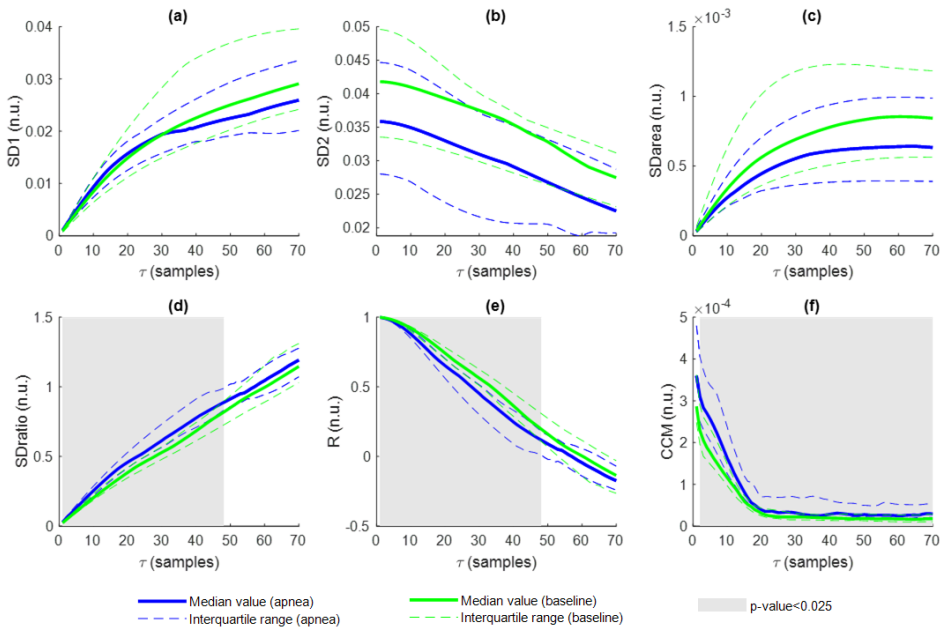 (a)
SD1 (n.u.)
0.04
0.03
0.02
0.01
0
0 10 20 30 40 50 60 70
τ (samples)
(b)
SD2 (n.u.)
0.05
0.045
0.04
0.035
0.03
0.025
0.02
0 10 20 30 40 50 60 70
τ (samples)
(c)
×10⁻³
SDarea (n.u.)
1.5
1
0.5
0
0 10 20 30 40 50 60 70
τ (samples)
(d)
SDratio (n.u.)
1.5
1
0.5
0
0 10 20 30 40 50 60 70
τ (samples)
(e)
R (n.u.)
1
0.5
0
-0.5
0 10 20 30 40 50 60 70
τ (samples)
(f)
×10⁻⁴
CCM (n.u.)
5
4
3
2
1
0
0 10 20 30 40 50 60 70
τ (samples)
Median value (apnea)
Interquartile range (apnea)
Median value (baseline)
Interquartile range (baseline)
p-value<0.025